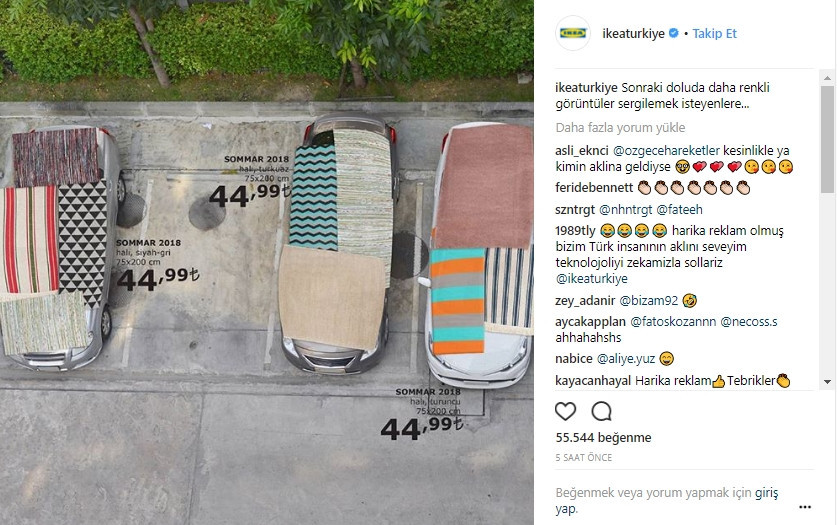 SOMMAR 2018
halı, turkuaz
75x200 cm
44,99₺
SOMMAR 2018
halı, siyah-gri
75x200 cm
44,99₺
SOMMAR 2018
halı, turuncu
75x200 cm
44,99₺
IKEA
ikeaturkiye • Takip Et
ikeaturkiye Sonraki doluda daha renkli
görüntüler sergilemek isteyenlere...
Daha fazla yorum yükle
asli_eknci @ozgecehareketler kesinlikle ya
kimin aklina geldiyse 🤓💘💘💘😘😘😘
feridebennett 👏🏻👏🏻👏🏻👏🏻👏🏻👏🏻👏🏻
szntrgt @nhntrgt @fateeh
1989tly 😂😂😂😂 harika reklam olmuş
bizim Türk insanının aklını seveyim
teknolojoliyi zekamizla sollariz
@ikeaturkiye
zey_adanir @bizam92 🤣
aycakapplan @fatoskozannn @necoss.s
ahhahahshs
nabice @aliye.yuz 😄
kayacanhayal Harika reklam👍Tebrikler👏
55.544 beğenme
5 SAAT ÖNCE
Beğenmek veya yorum yapmak için giriş
yap.